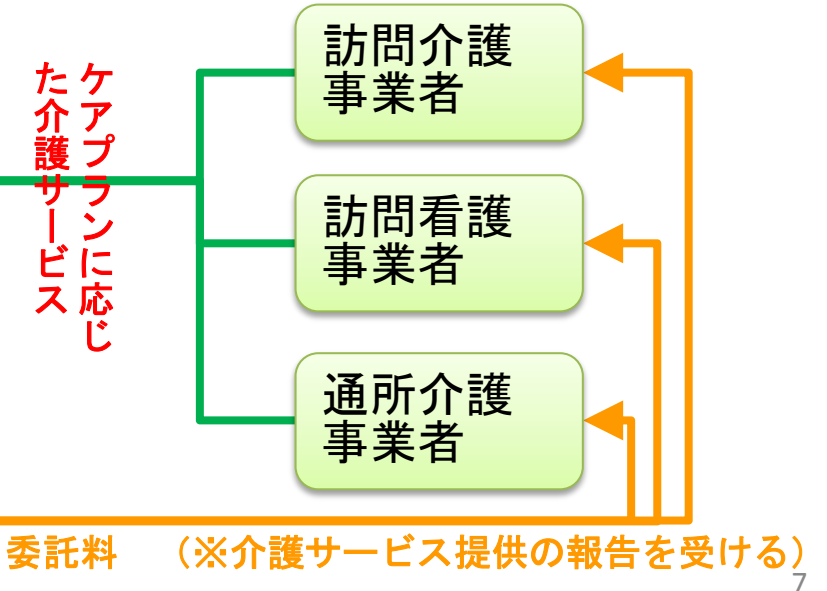 ケアプランに応じ
た介護サービス
訪問介護
事業者
訪問看護
事業者
通所介護
事業者
委託料　（※介護サービス提供の報告を受ける）
7